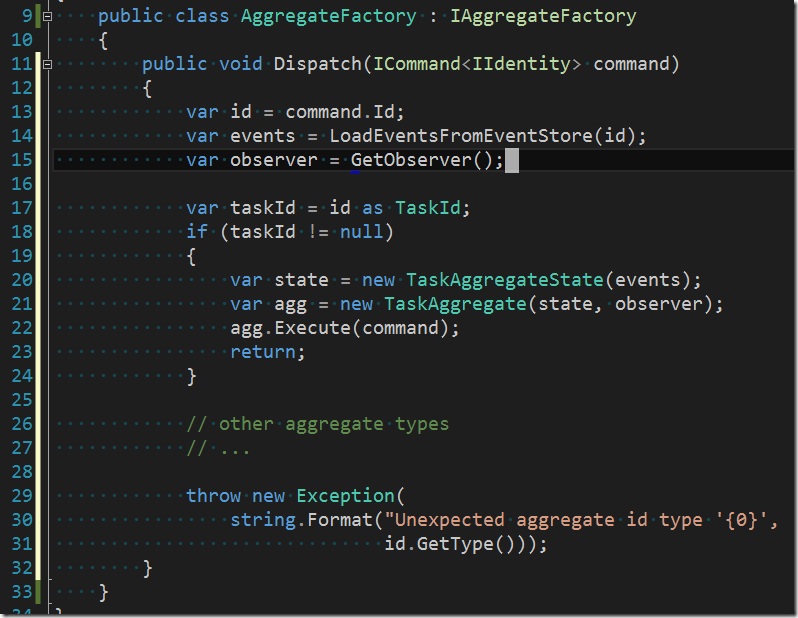 9 public class AggregateFactory : IAggregateFactory
10 {
11 public void Dispatch(ICommand<IIdentity> command)
12 {
13 var id = command.Id;
14 var events = LoadEventsFromEventStore(id);
15 var observer = GetObserver();
16
17 var taskId = id as TaskId;
18 if (taskId != null)
19 {
20 var state = new TaskAggregateState(events);
21 var agg = new TaskAggregate(state, observer);
22 agg.Execute(command);
23 return;
24 }
25
26 // other aggregate types
27 // ...
28
29 throw new Exception(
30 string.Format("Unexpected aggregate id type '{0}',
31 id.GetType()));
32 }
33 }